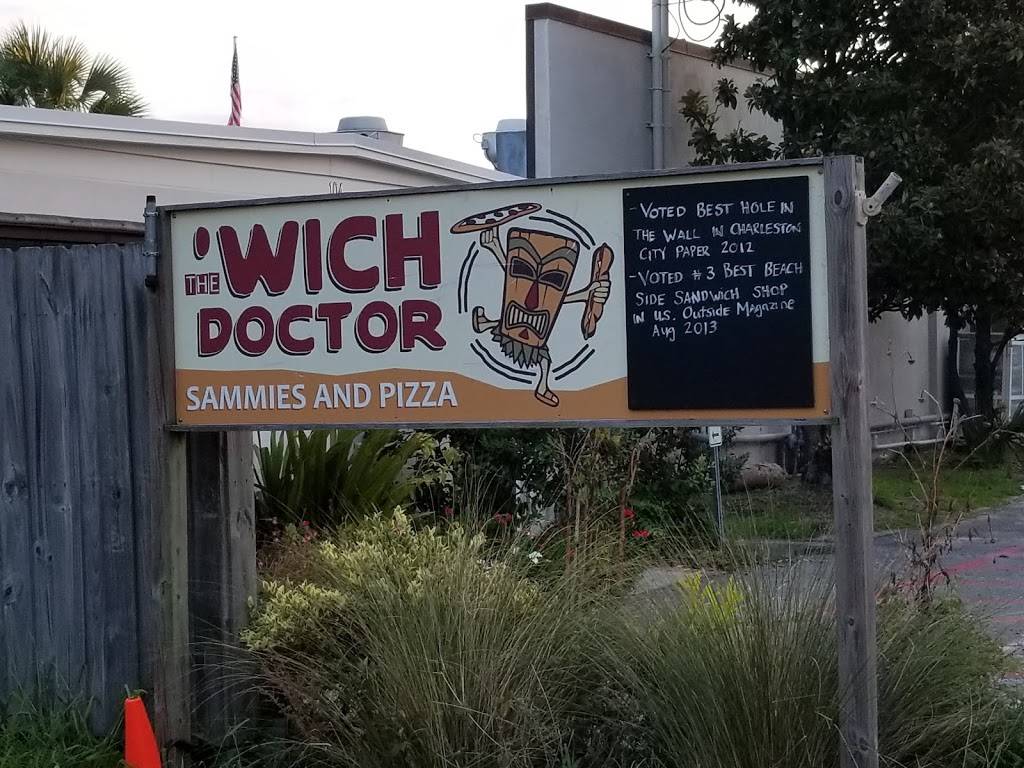 THE 'WICH
DOCTOR
SAMMIES AND PIZZA
- VOTED BEST HOLE IN
THE WALL IN CHARLESTON
CITY PAPER 2012
- VOTED #3 BEST BEACH
SIDE SANDWICH SHOP
IN U.S. Outside Magazine
Aug 2013
106